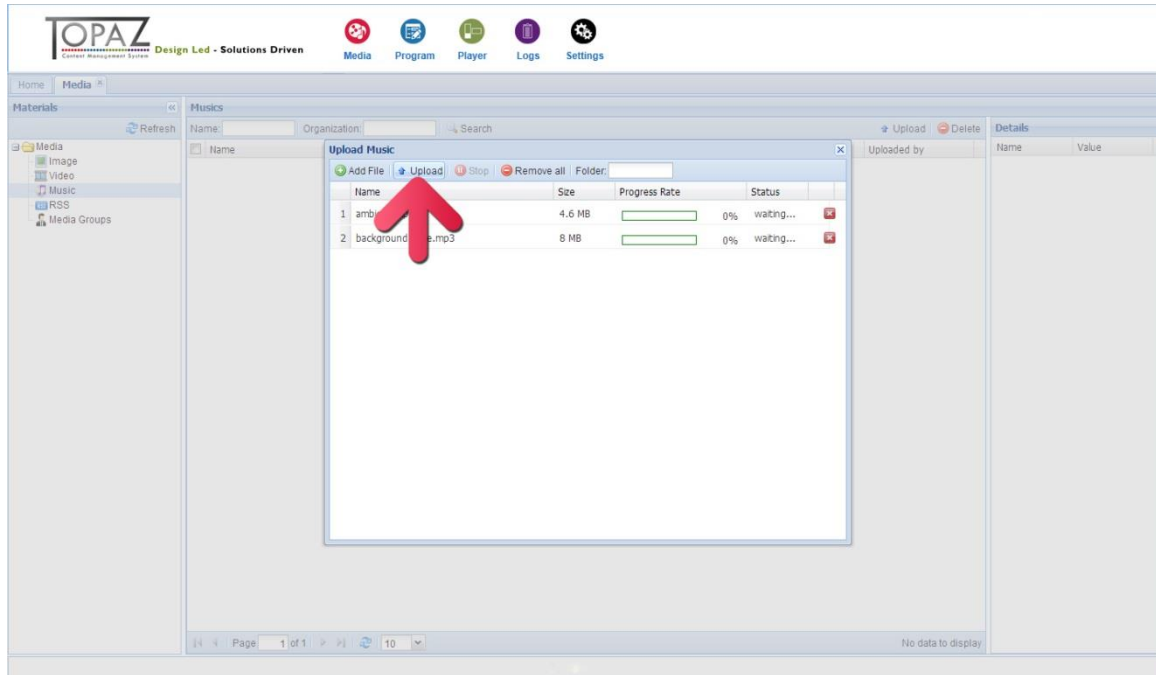 TOPAZ
Content Management System
Design Led - Solutions Driven
Media Program Player Logs Settings
Home Media
Materials
Refresh
Media
Image
Video
Music
RSS
Media Groups
Musics
Name: Organization: Search Upload Delete
Name Uploaded by
Details
Name Value
Upload Music
Add File Upload Stop Remove all Folder:
Name Size Progress Rate Status
1 4.6 MB 0% waiting...
2 background 8 MB 0% waiting...
Page 1 of 1 10 No data to display